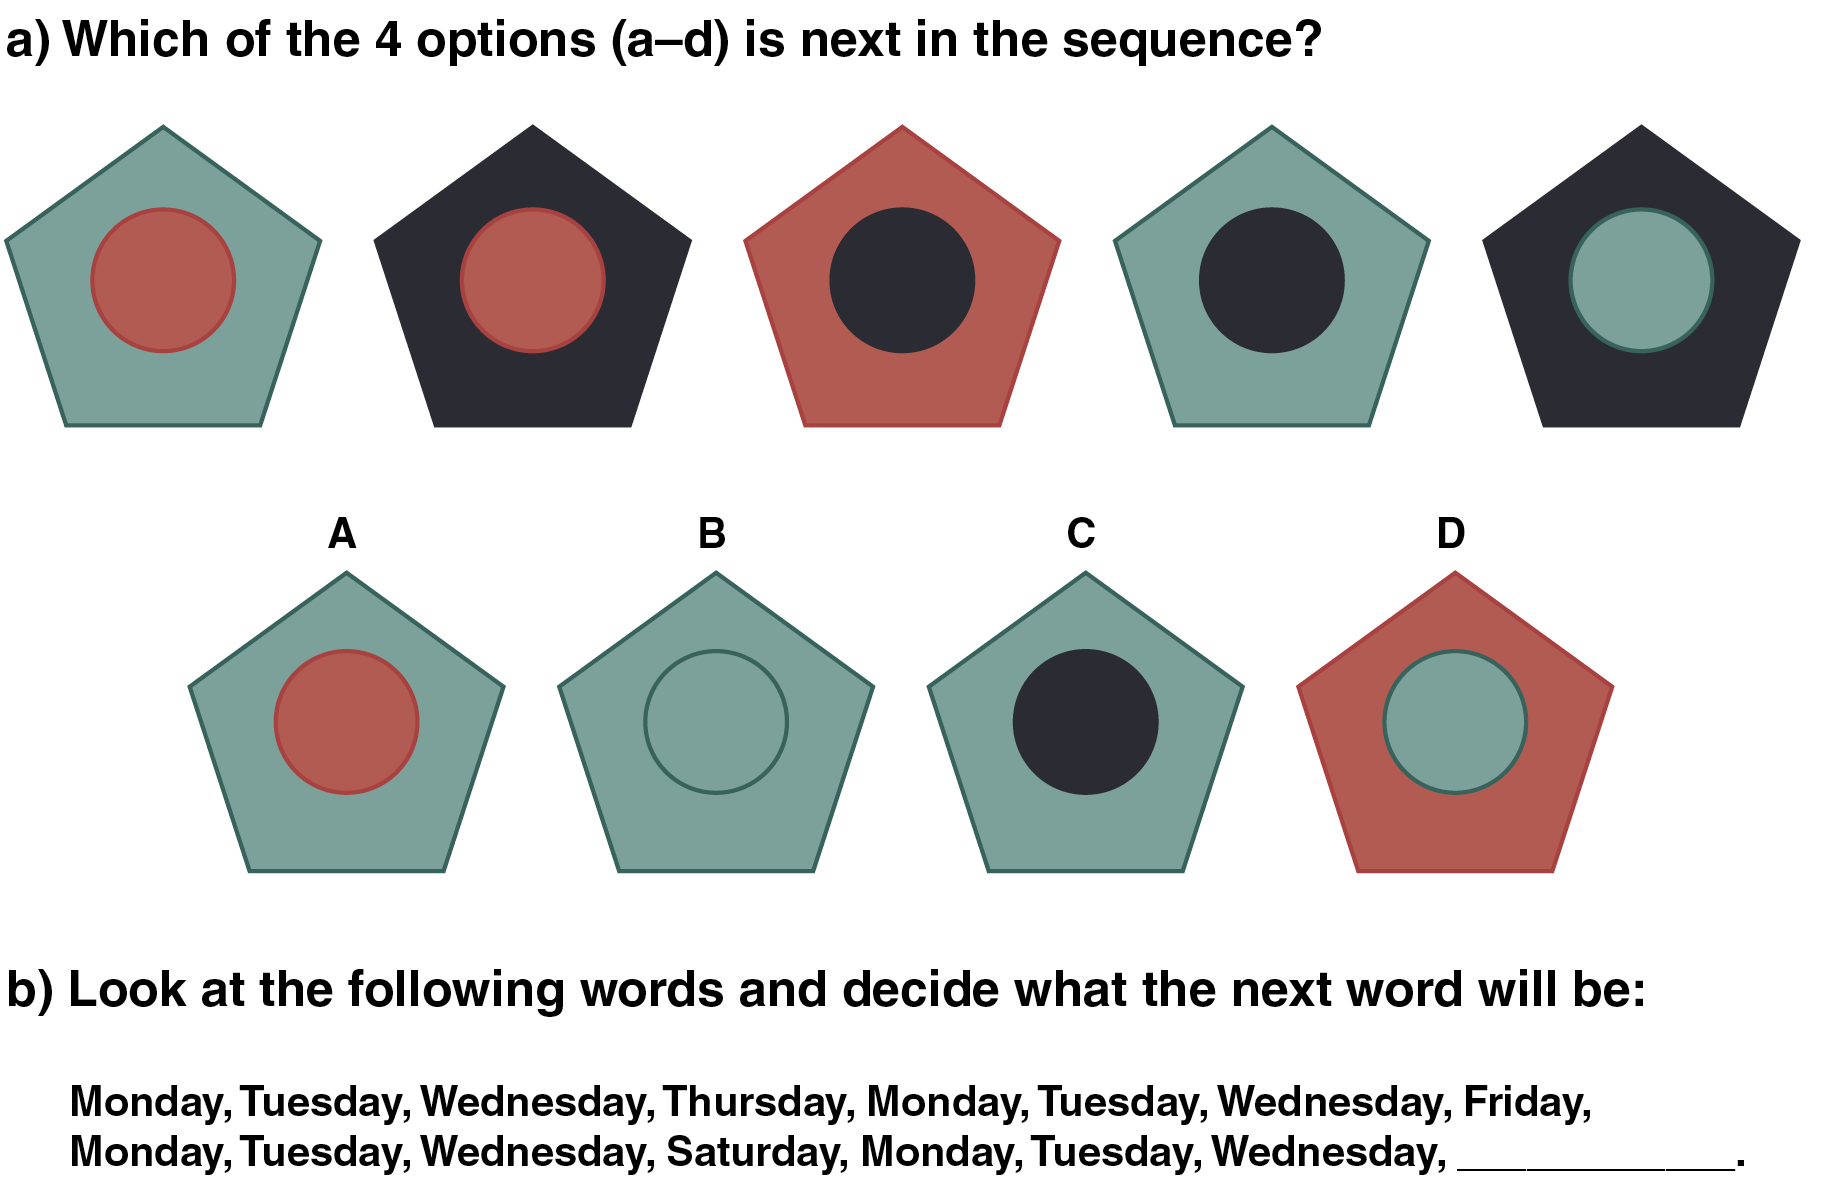 a) Which of the 4 options (a–d) is next in the sequence?
A B C D
b) Look at the following words and decide what the next word will be:
Monday, Tuesday, Wednesday, Thursday, Monday, Tuesday, Wednesday, Friday,
Monday, Tuesday, Wednesday, Saturday, Monday, Tuesday, Wednesday, ____________.